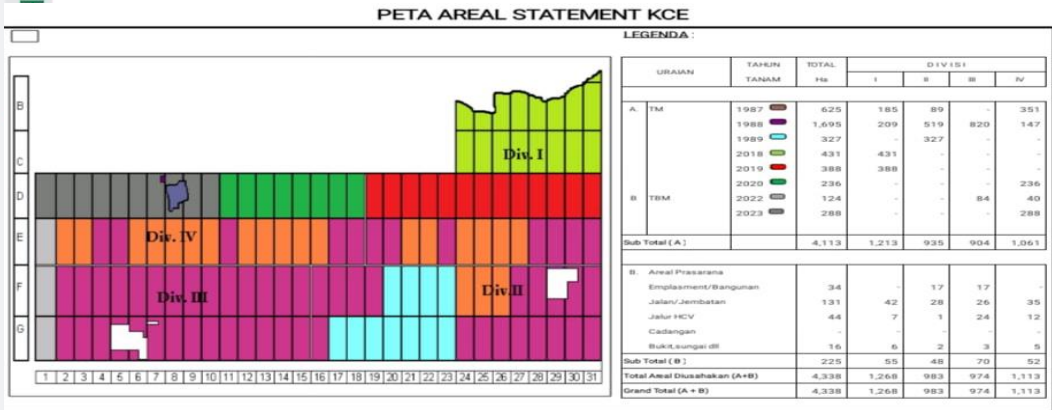 PETA AREAL STATEMENT KCE
LEGENDA :
B
C
D
E
F
G
Div. I
Div. IV
Div. III
Div.II
1 2 3 4 5 6 7 8 9 10 11 12 13 14 15 16 17 18 19 20 21 22 23 24 25 26 27 28 29 30 31
URAIAN TAHUN TANAM TOTAL Ha DIVISI
I II III IV
A. TM 1987 625 185 89 - 351
1988 1,695 209 519 820 147
1989 327 - 327 - -
2018 431 431 - - -
2019 388 388 - - -
2020 236 - - - 236
B TBM 2022 124 - - 84 40
2023 288 - - - 288
Sub Total ( A ) 4,113 1,213 935 904 1,061
B. Areal Prasarana
Emplasment/Bangunan 34 - 17 17 -
Jalan/Jembatan 131 42 28 26 35
Jalur HCV 44 7 1 24 12
Cadangan - - - - -
Bukit,sungai dll 16 6 2 3 5
Sub Total ( B ) 225 55 48 70 52
Total Areal Diusahakan (A+B) 4,338 1,268 983 974 1,113
Grand Total (A + B) 4,338 1,268 983 974 1,113